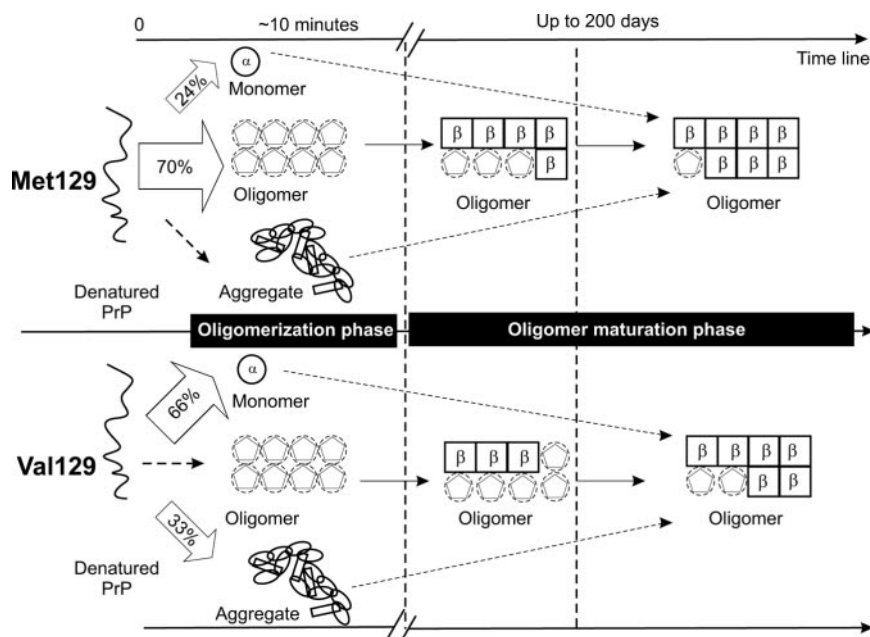 0 ~10 minutes Up to 200 days
Time line
α
Monomer
24%
β β β β
β β β β
70%
β
β β β
Met129
Oligomer
Oligomer
Oligomer
Denatured
PrP
Aggregate
Oligomerization phase
Oligomer maturation phase
α
Monomer
66%
β β β
β β β β
β β
Val129
Oligomer
Oligomer
Oligomer
33%
Denatured
PrP
Aggregate